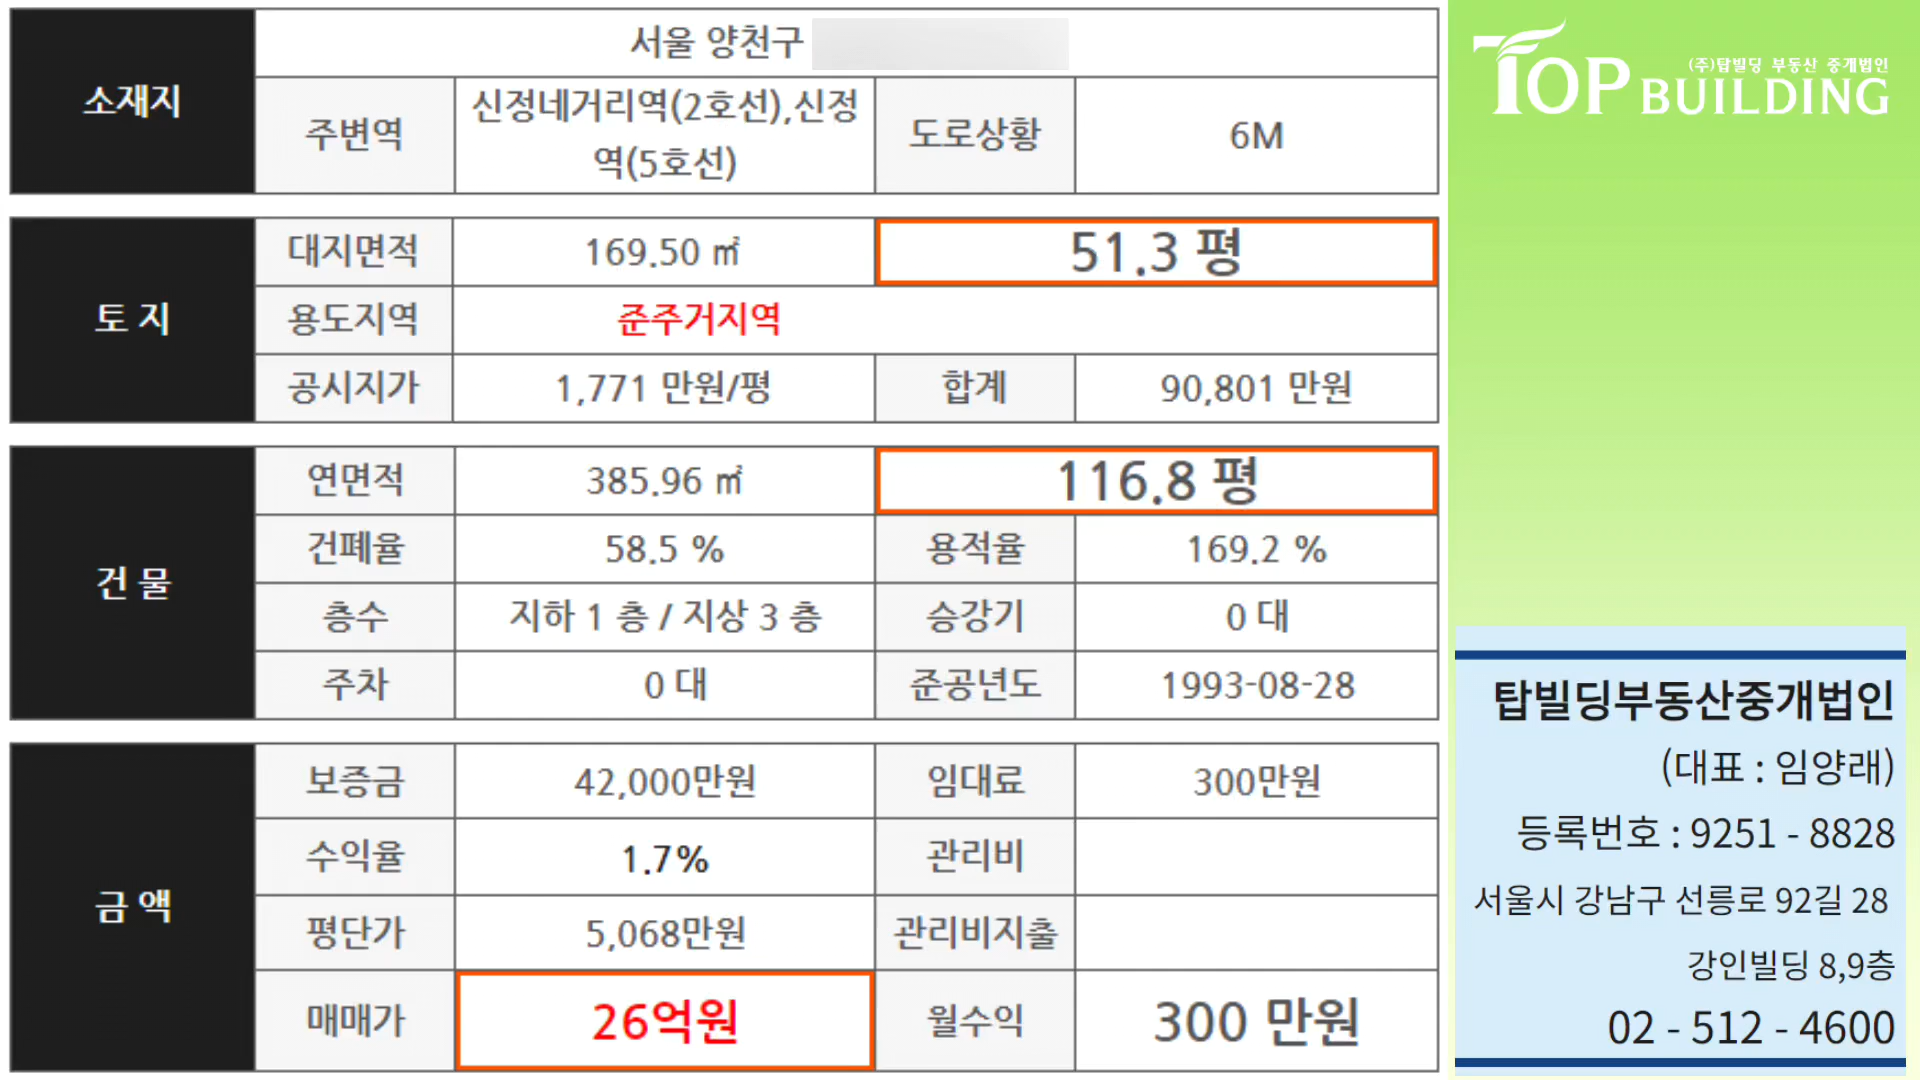 소재지
서울 양천구
주변역
신정네거리역(2호선),신정
역(5호선)
도로상황
6M
토 지
대지면적
169.50 ㎡
51.3 평
용도지역
준주거지역
공시지가
1,771 만원/평
합계
90,801 만원
건 물
연면적
385.96 ㎡
116.8 평
건폐율
58.5 %
용적율
169.2 %
층수
지하 1 층 / 지상 3 층
승강기
0 대
주차
0 대
준공년도
1993-08-28
금 액
보증금
42,000만원
임대료
300만원
수익율
1.7%
관리비
평단가
5,068만원
관리비지출
매매가
26억원
월수익
300 만원
(주)탑빌딩 부동산 중개법인
TOP BUILDING
탑빌딩부동산중개법인
(대표 : 임양래)
등록번호 : 9251 - 8828
서울시 강남구 선릉로 92길 28
강인빌딩 8,9층
02 - 512 - 4600